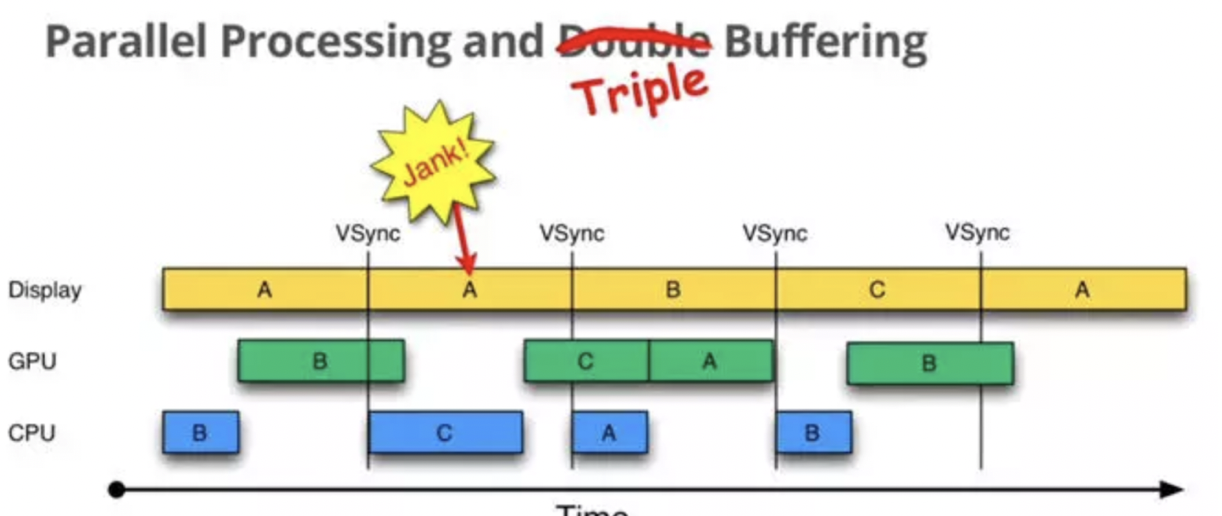 Parallel Processing and Double Buffering
Triple
Jank!
VSync VSync VSync VSync
Display A A B C A
GPU B C A B
CPU B C A B
Time